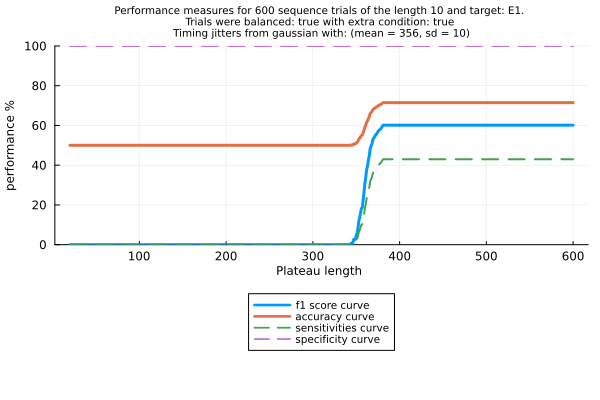 Performance measures for 600 sequence trials of the length 10 and target: E1.
Trials were balanced: true with extra condition: true
Timing jitters from gaussian with: (mean = 356, sd = 10)
100
80
60
40
20
0
performance %
100
200
300
400
500
600
Plateau length
f1 score curve
accuracy curve
sensitivities curve
specificity curve